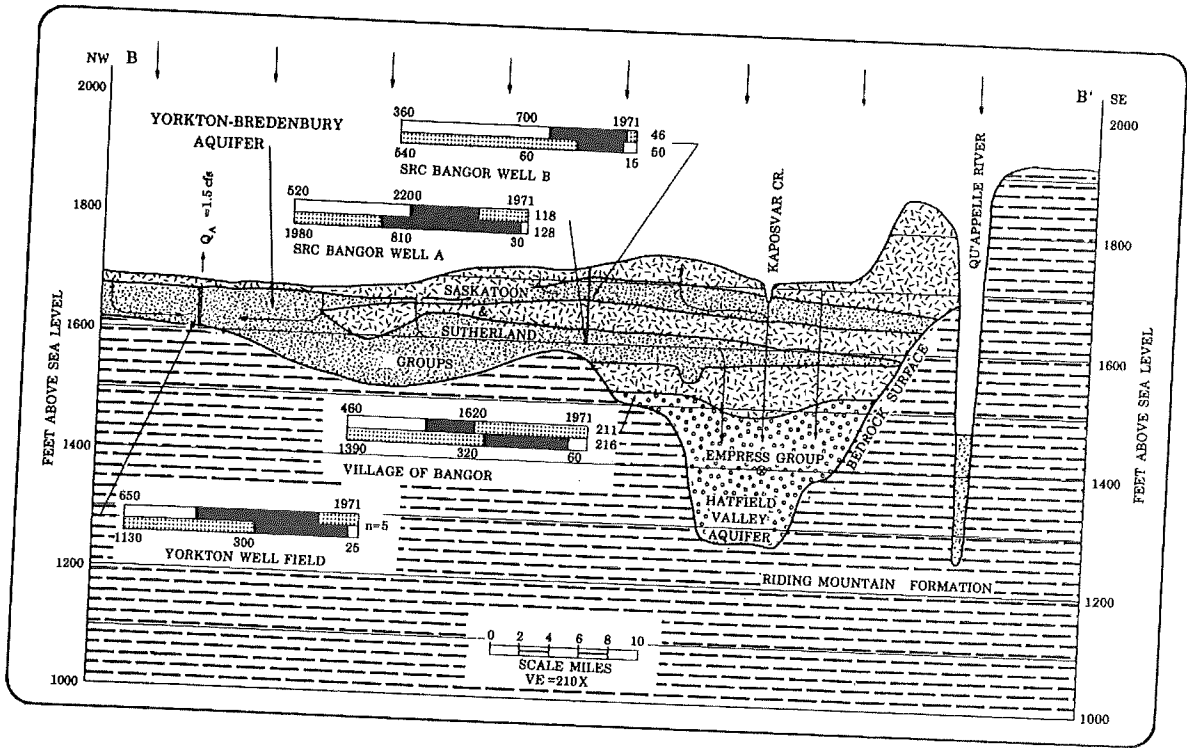 NW B
B' SE
2000
1800
1600
1400
1200
1000
FEET ABOVE SEA LEVEL
YORKTON-BREDENBURY
AQUIFER
Q_A =1.5 cfs
360 700 1971
46
50
540 60 15
SRC BANGOR WELL B
520 2200 1971
118
128
1980 810 30
SRC BANGOR WELL A
KAPOSVAR CR.
QU'APPELLE RIVER
2000
1800
1600
1400
1200
1000
FEET ABOVE SEA LEVEL
SASKATOON
&
SUTHERLAND
GROUPS
460 1620 1971
211
216
1390 320 60
VILLAGE OF BANGOR
650 1971
n=5
1130 300 25
YORKTON WELL FIELD
EMPRESS GROUP
HATFIELD
VALLEY
AQUIFER
BEDROCK SURFACE
RIDING MOUNTAIN FORMATION
0 2 4 6 8 10
SCALE MILES
VE =210X